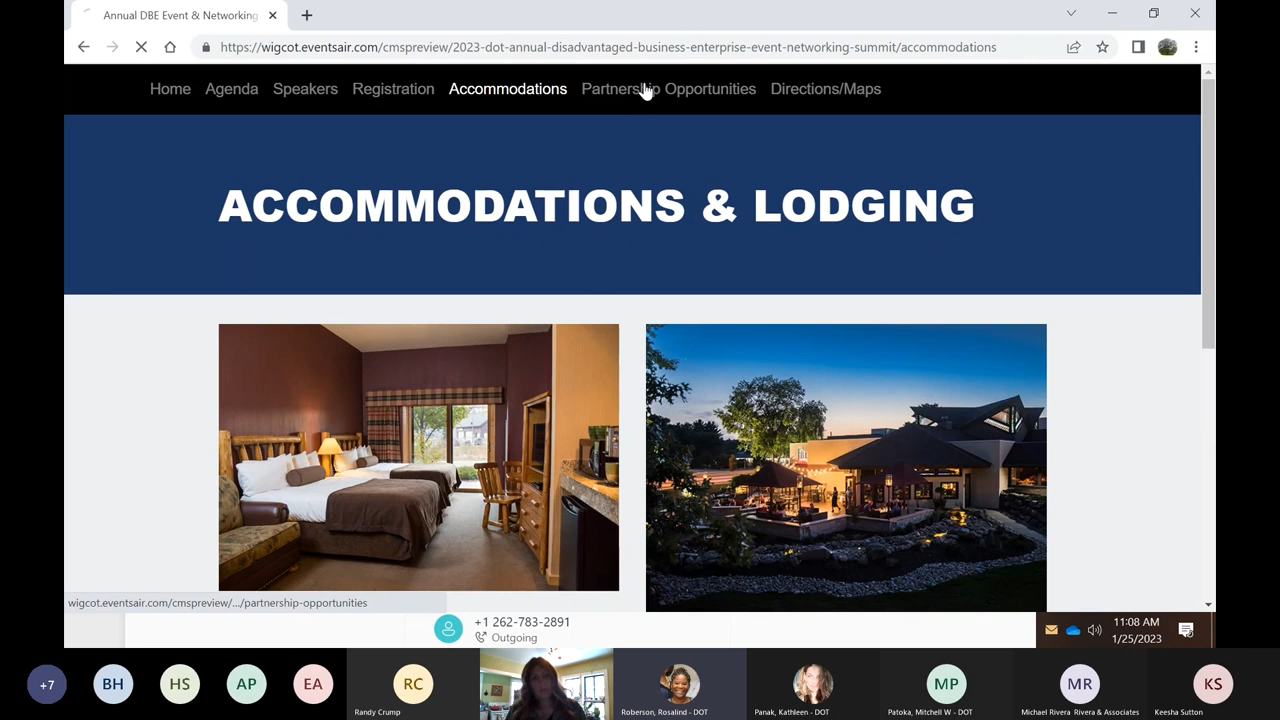 Annual DBE Event & Networking
https://wigcot.eventsair.com/cmspreview/2023-dot-annual-disadvantaged-business-enterprise-event-networking-summit/accommodations
Home Agenda Speakers Registration Accommodations Partnership Opportunities Directions/Maps
ACCOMMODATIONS & LODGING
wigcot.eventsair.com/cmspreview/.../partnership-opportunities
+1 262-783-2891
Outgoing
11:08 AM
1/25/2023
+7 BH HS AP EA RC MP MR KS
Randy Crump Roberson, Rosalind - DOT Panak, Kathleen - DOT Patoka, Mitchell W - DOT Michael Rivera Rivera & Associates Keesha Sutton